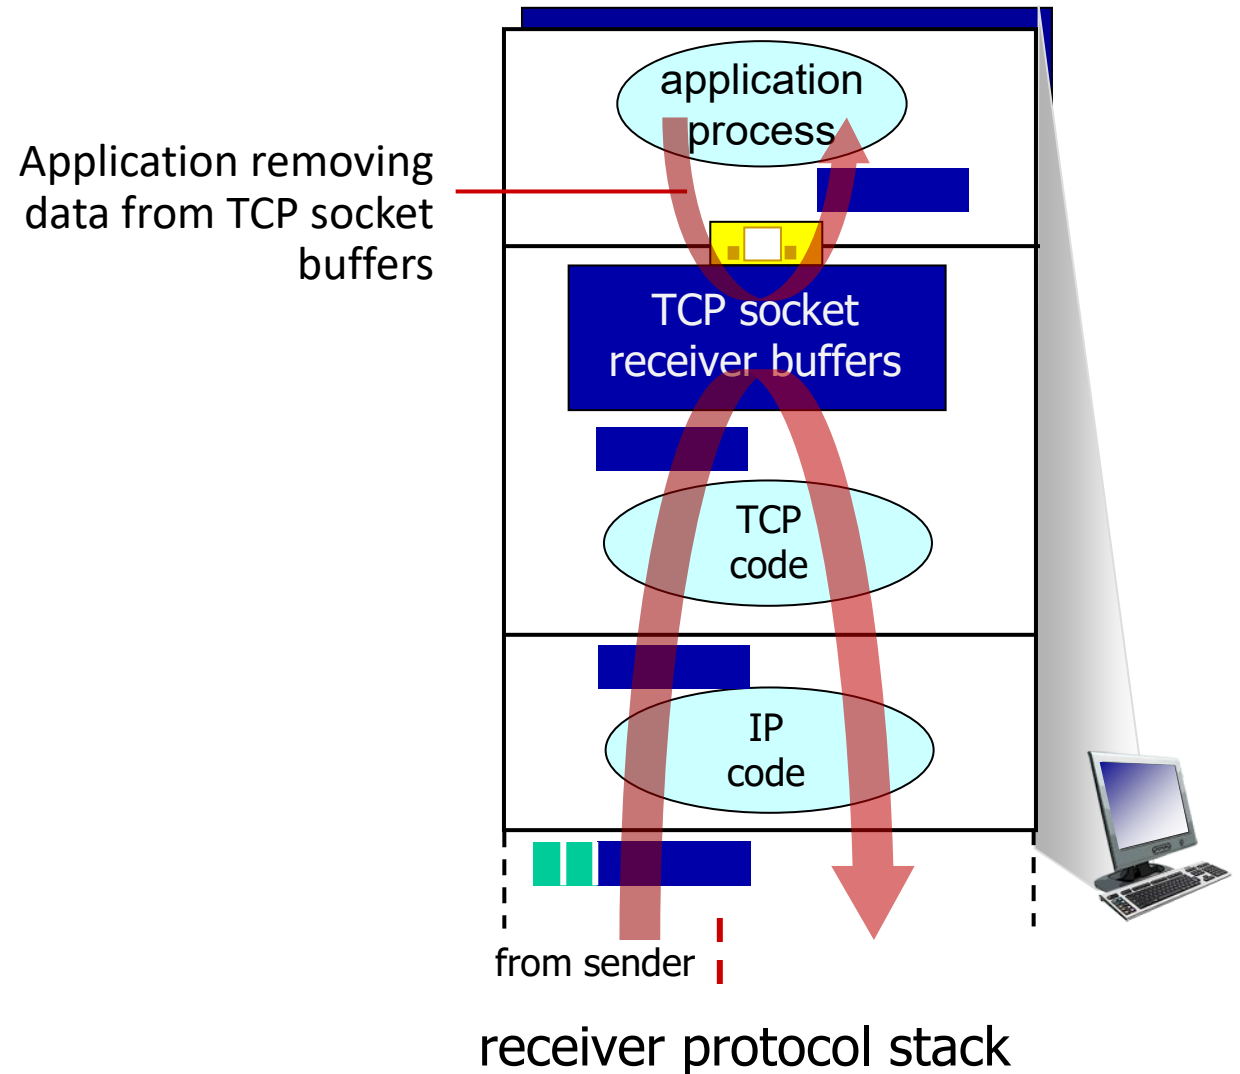 application
process
Application removing
data from TCP socket
buffers
TCP socket
receiver buffers
TCP
code
IP
code
from sender
receiver protocol stack